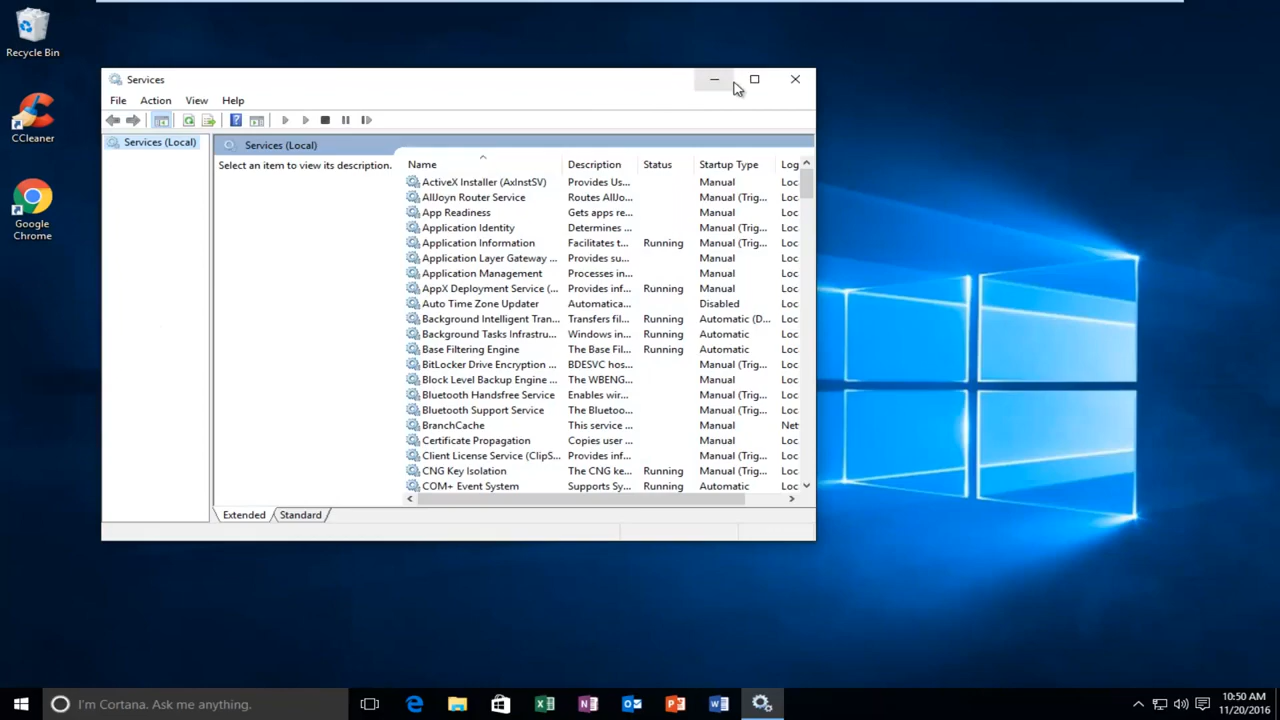 Recycle Bin
CCleaner
Google
Chrome
Services
File Action View Help
Services (Local)
Services (Local)
Select an item to view its description.
Name Description Status Startup Type Log
ActiveX Installer (AxInstSV) Provides Us... Manual Loc
AllJoyn Router Service Routes AllJo... Manual (Trig... Loc
App Readiness Gets apps re... Manual Loc
Application Identity Determines ... Manual (Trig... Loc
Application Information Facilitates t... Running Manual (Trig... Loc
Application Layer Gateway ... Provides su... Manual Loc
Application Management Processes in... Manual Loc
AppX Deployment Service (... Provides inf... Running Manual Loc
Auto Time Zone Updater Automatica... Disabled Loc
Background Intelligent Tran... Transfers fil... Running Automatic (D... Loc
Background Tasks Infrastru... Windows in... Running Automatic Loc
Base Filtering Engine The Base Fil... Running Automatic Loc
BitLocker Drive Encryption ... BDESVC hos... Manual (Trig... Loc
Block Level Backup Engine ... The WBENG... Manual Loc
Bluetooth Handsfree Service Enables wir... Manual (Trig... Loc
Bluetooth Support Service The Bluetoo... Manual (Trig... Loc
BranchCache This service ... Manual Net
Certificate Propagation Copies user ... Manual Loc
Client License Service (ClipS... Provides inf... Manual (Trig... Loc
CNG Key Isolation The CNG ke... Running Manual (Trig... Loc
COM+ Event System Supports Sy... Running Automatic Loc
Extended Standard
I'm Cortana. Ask me anything.
10:50 AM
11/20/2016